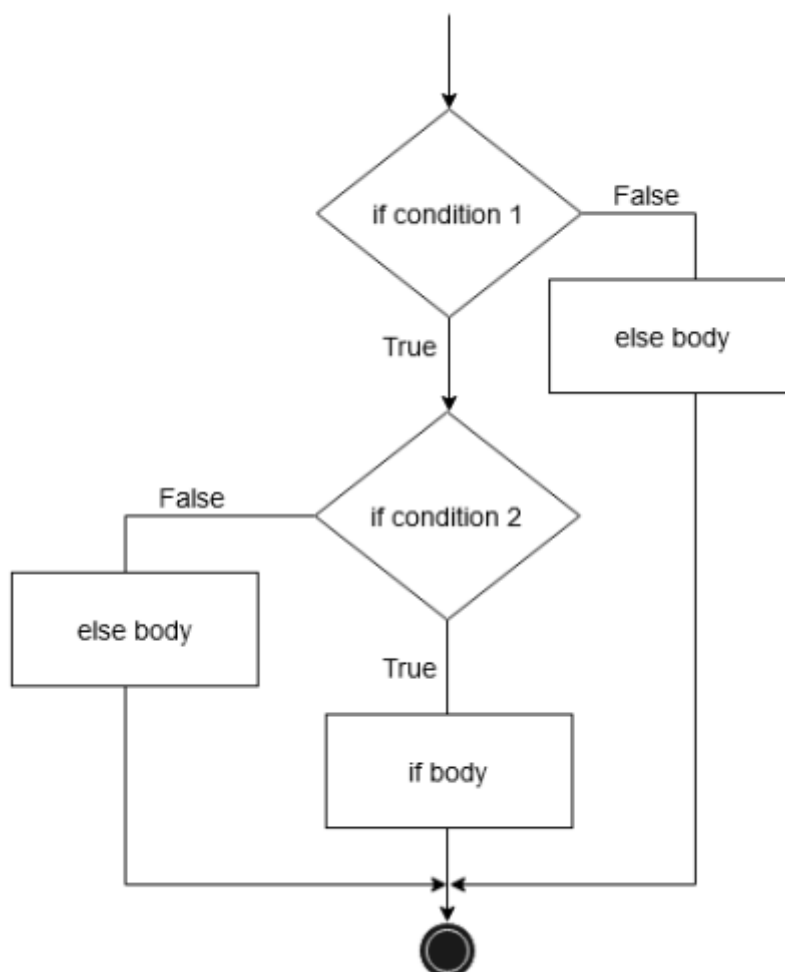 if condition 1
False
else body
True
if condition 2
False
else body
True
if body